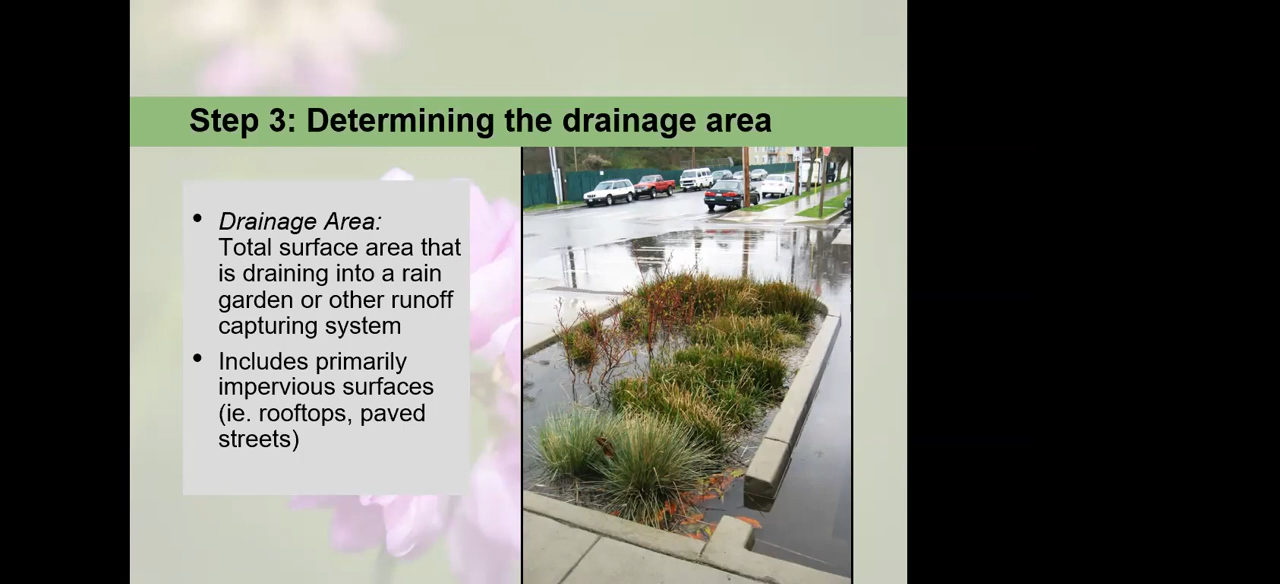 Step 3: Determining the drainage area
• Drainage Area:
Total surface area that
is draining into a rain
garden or other runoff
capturing system
• Includes primarily
impervious surfaces
(ie. rooftops, paved
streets)